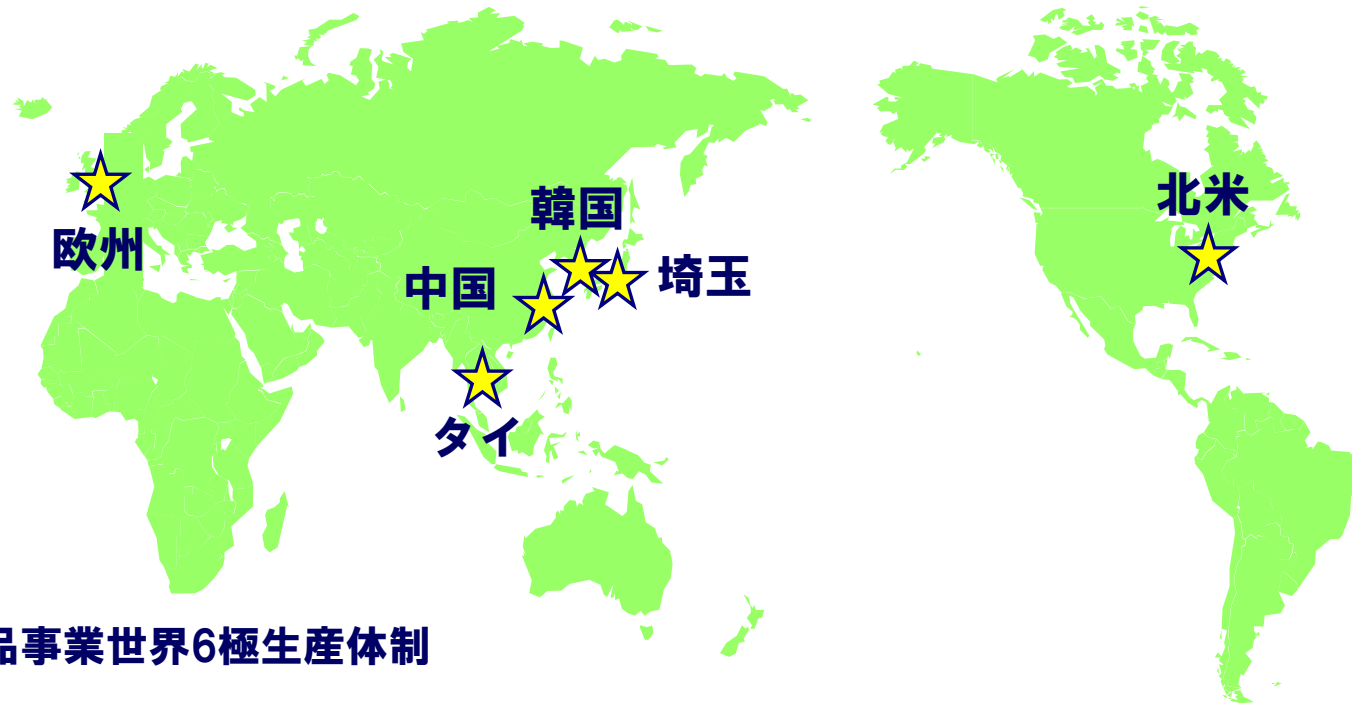 北米
韓国
欧州
埼玉
中国
タイ
品事業世界6極生産体制